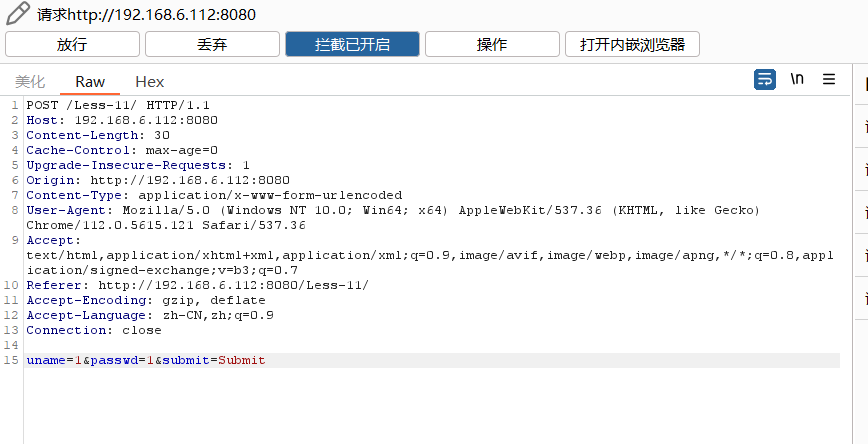 请求http://192.168.6.112:8080
放行 丢弃 拦截已开启 操作 打开内嵌浏览器
美化 Raw Hex \n
1 POST /Less-11/ HTTP/1.1
2 Host: 192.168.6.112:8080
3 Content-Length: 30
4 Cache-Control: max-age=0
5 Upgrade-Insecure-Requests: 1
6 Origin: http://192.168.6.112:8080
7 Content-Type: application/x-www-form-urlencoded
8 User-Agent: Mozilla/5.0 (Windows NT 10.0; Win64; x64) AppleWebKit/537.36 (KHTML, like Gecko)
Chrome/112.0.5615.121 Safari/537.36
9 Accept:
text/html,application/xhtml+xml,application/xml;q=0.9,image/avif,image/webp,image/apng,*/*;q=0.8,appl
ication/signed-exchange;v=b3;q=0.7
10 Referer: http://192.168.6.112:8080/Less-11/
11 Accept-Encoding: gzip, deflate
12 Accept-Language: zh-CN,zh;q=0.9
13 Connection: close
14
15 uname=1&passwd=1&submit=Submit